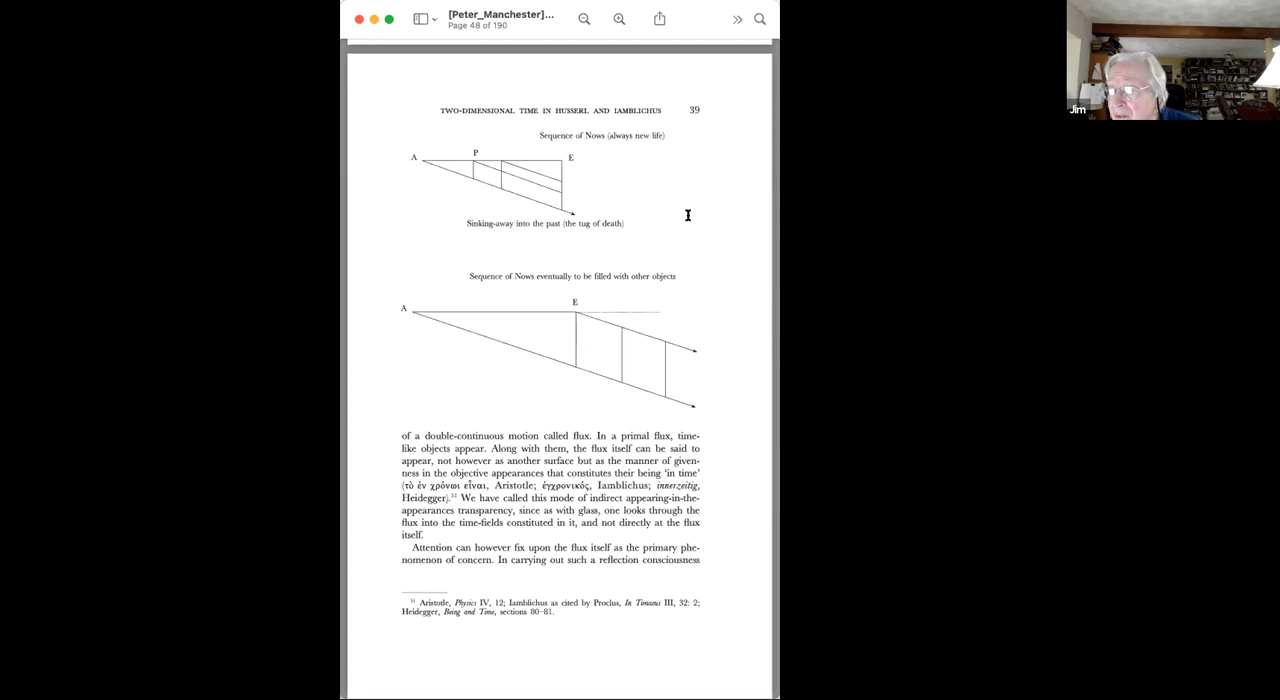 [Peter_Manchester]...
Page 48 of 190
TWO-DIMENSIONAL TIME IN HUSSERL AND IAMBLICHUS 39
Sequence of Nows (always new life)
A P E
Sinking-away into the past (the tug of death)
Sequence of Nows eventually to be filled with other objects
A E
of a double-continuous motion called flux. In a primal flux, time-
like objects appear. Along with them, the flux itself can be said to
appear, not however as another surface but as the manner of given-
ness in the objective appearances that constitutes their being ‘in time’
(τὸ ἐν χρόνωι εἶναι, Aristotle; ἐγχρονικός, Iamblichus; innerzeitig,
Heidegger).⁵¹ We have called this mode of indirect appearing-in-the-
appearances transparency, since as with glass, one looks through the
flux into the time-fields constituted in it, and not directly at the flux
itself.
Attention can however fix upon the flux itself as the primary phe-
nomenon of concern. In carrying out such a reflection consciousness
⁵¹ Aristotle, Physics IV, 12; Iamblichus as cited by Proclus, In Timaeus III, 32: 2;
Heidegger, Being and Time, sections 80–81.
Jim